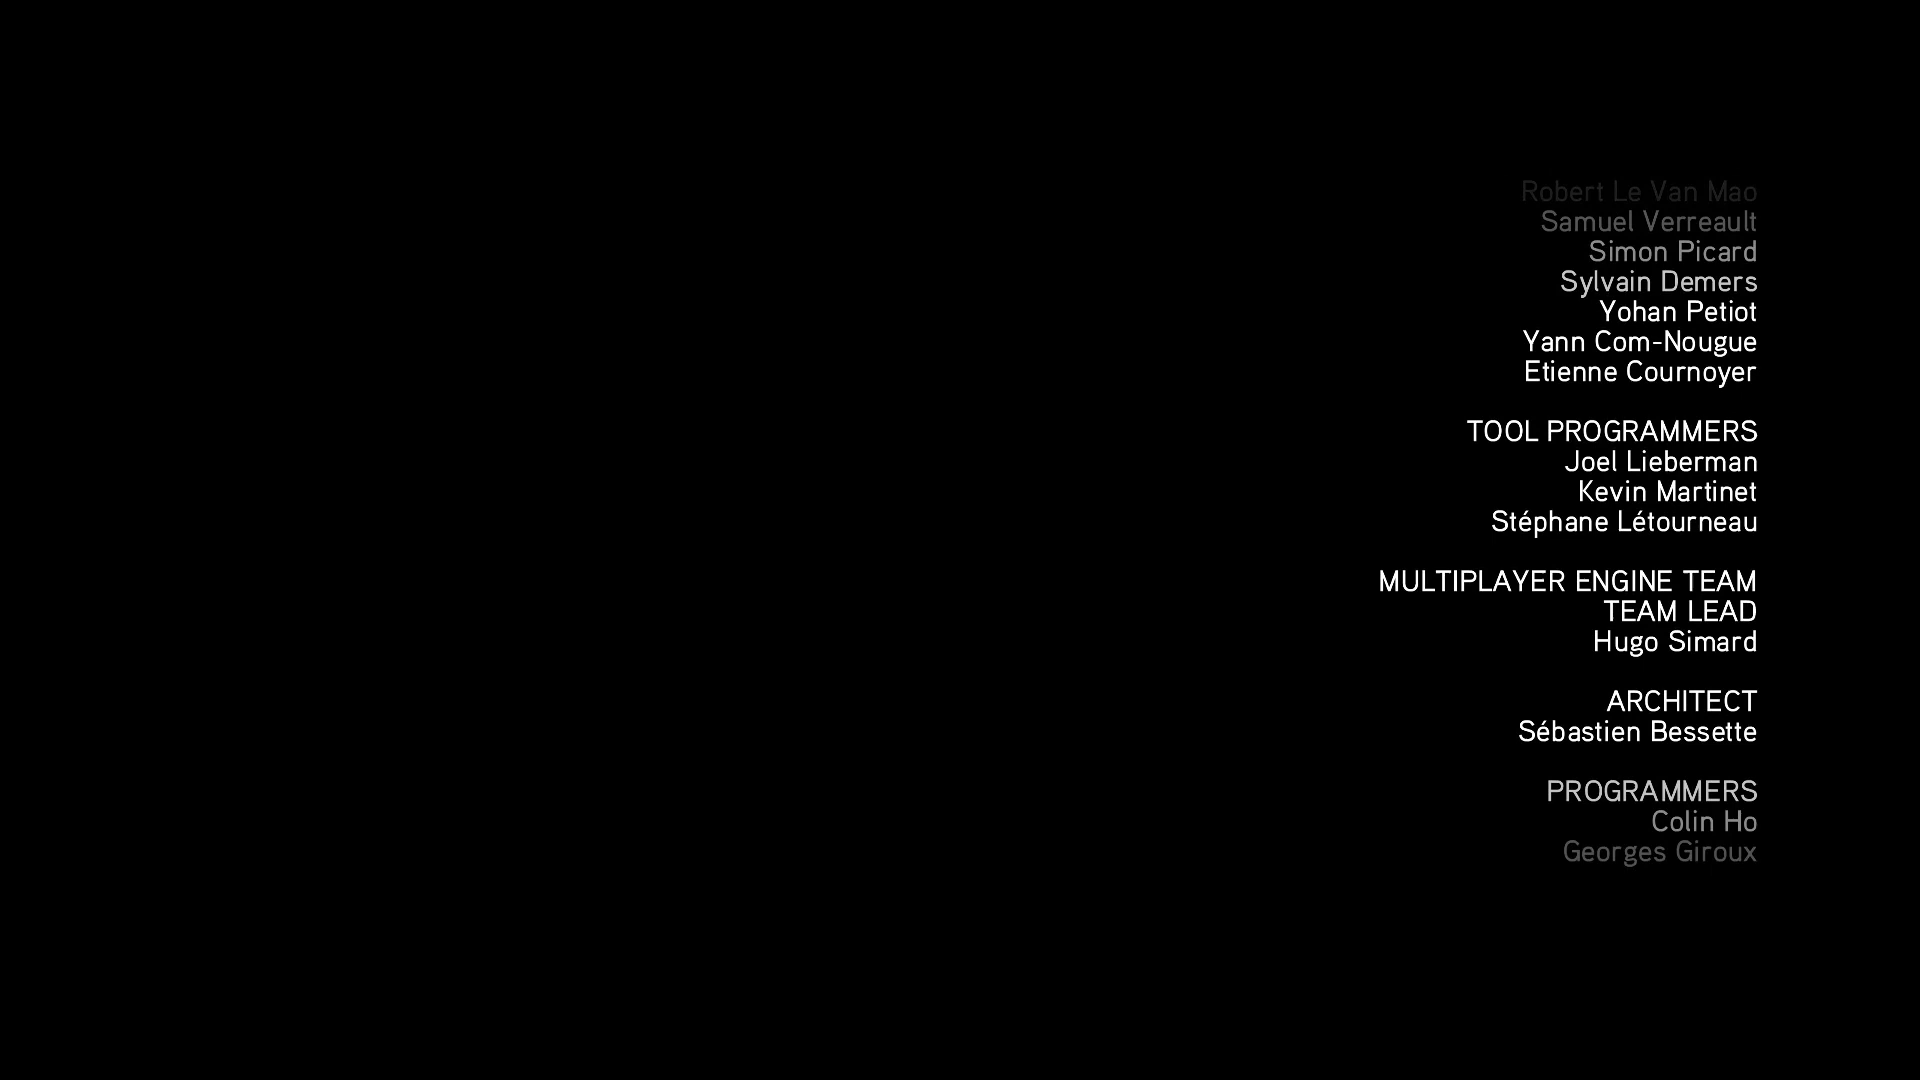 Robert Le Van Mao
Samuel Verreault
Simon Picard
Sylvain Demers
Yohan Petiot
Yann Com-Nougue
Etienne Cournoyer
TOOL PROGRAMMERS
Joel Lieberman
Kevin Martinet
Stéphane Létourneau
MULTIPLAYER ENGINE TEAM
TEAM LEAD
Hugo Simard
ARCHITECT
Sébastien Bessette
PROGRAMMERS
Colin Ho
Georges Giroux